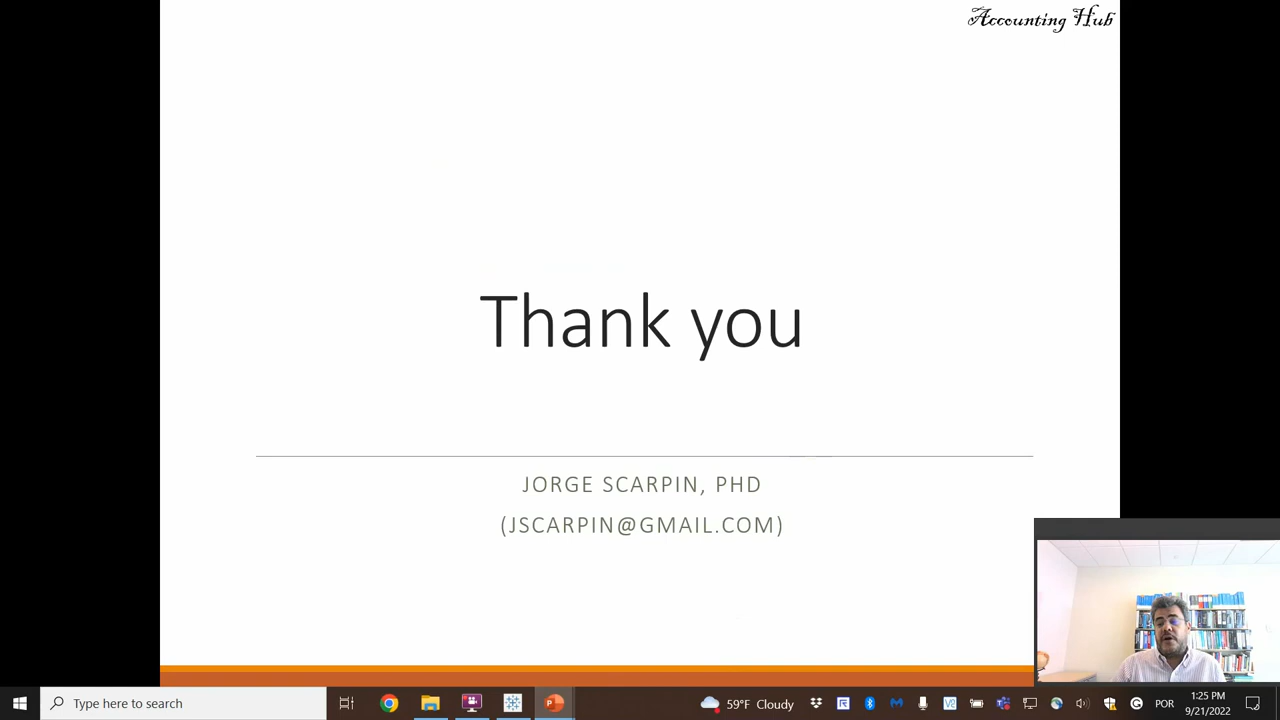 Accounting Hub
Thank you
JORGE SCARPIN, PHD
(JSCARPIN@GMAIL.COM)
Type here to search
59°F Cloudy
POR
1:25 PM
9/21/2022